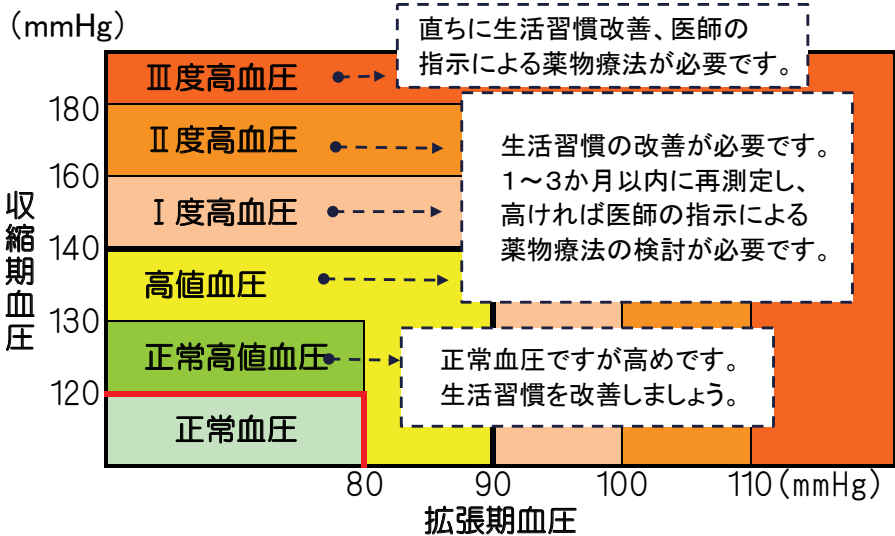 (mmHg)
直ちに生活習慣改善、医師の
指示による薬物療法が必要です。
Ⅲ度高血圧
180
Ⅱ度高血圧
生活習慣の改善が必要です。
1～3か月以内に再測定し、
高ければ医師の指示による
薬物療法の検討が必要です。
160
Ⅰ度高血圧
収縮期血圧
140
高値血圧
130
正常高値血圧
正常血圧ですが高めです。
生活習慣を改善しましょう。
120
正常血圧
80 90 100 110(mmHg)
拡張期血圧